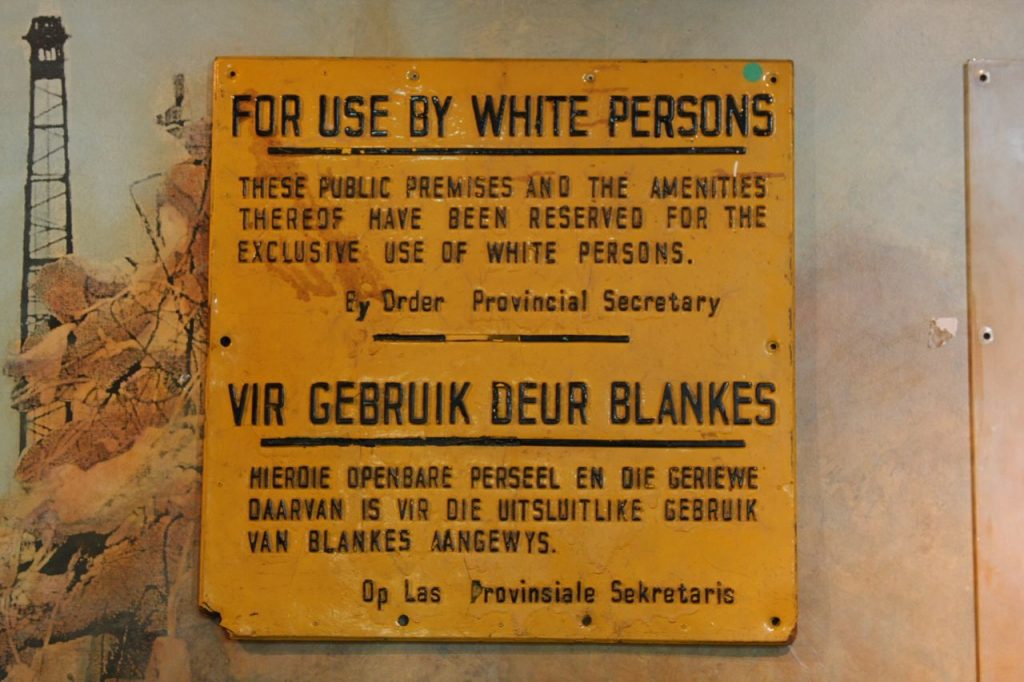 FOR USE BY WHITE PERSONS
THESE PUBLIC PREMISES AND THE AMENITIES
THEREOF HAVE BEEN RESERVED FOR THE
EXCLUSIVE USE OF WHITE PERSONS.
By Order Provincial Secretary
VIR GEBRUIK DEUR BLANKES
HIERDIE OPENBARE PERSEEL EN DIE GERIEWE
DAARVAN IS VIR DIE UITSLUITLIKE GEBRUIK
VAN BLANKES AANGEWYS.
Op Las Provinsiale Sekretaris